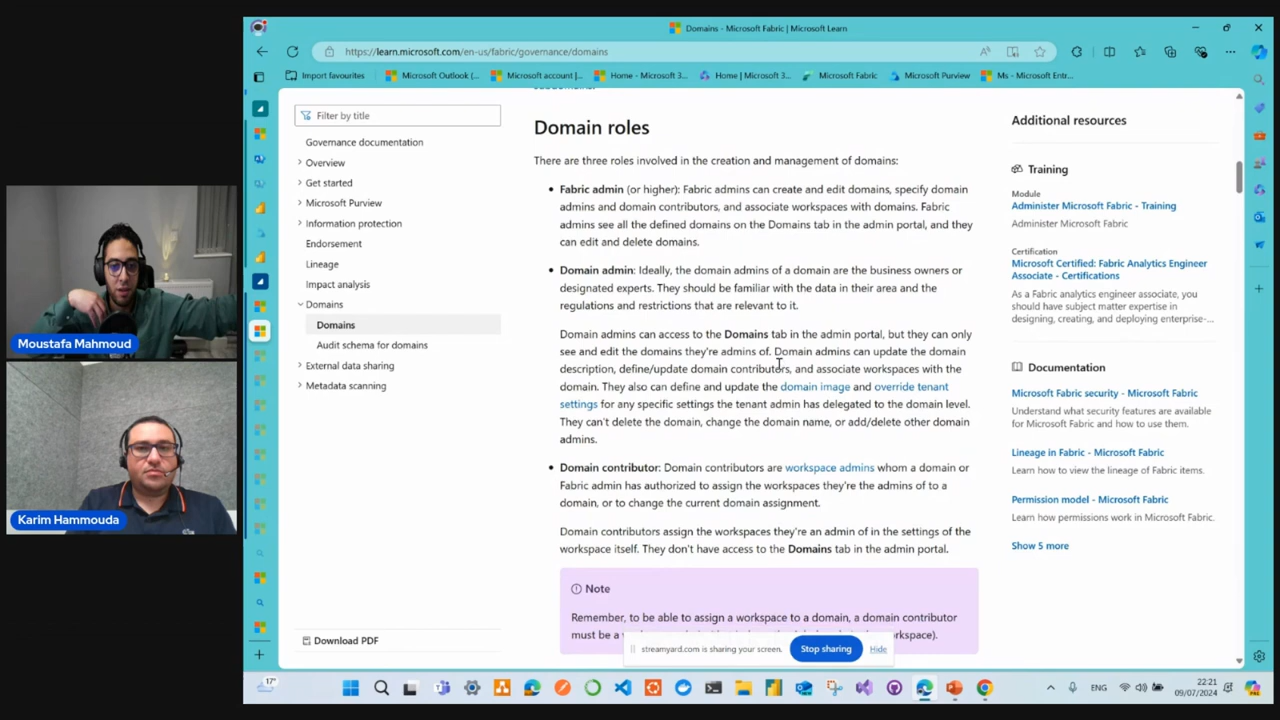 Domains - Microsoft Fabric | Microsoft Learn
https://learn.microsoft.com/en-us/fabric/governance/domains
Import favourites
Microsoft Outlook (...
Microsoft account |...
Home - Microsoft 3...
Home | Microsoft 3...
Microsoft Fabric
Microsoft Purview
Ms - Microsoft Entr...
Filter by title
Governance documentation
Overview
Get started
Microsoft Purview
Information protection
Endorsement
Lineage
Impact analysis
Domains
Domains
Audit schema for domains
External data sharing
Metadata scanning
Download PDF
subdomains.
Domain roles
There are three roles involved in the creation and management of domains:
Fabric admin (or higher): Fabric admins can create and edit domains, specify domain
admins and domain contributors, and associate workspaces with domains. Fabric
admins see all the defined domains on the Domains tab in the admin portal, and they
can edit and delete domains.
Domain admin: Ideally, the domain admins of a domain are the business owners or
designated experts. They should be familiar with the data in their area and the
regulations and restrictions that are relevant to it.
Domain admins can access to the Domains tab in the admin portal, but they can only
see and edit the domains they're admins of. Domain admins can update the domain
description, define/update domain contributors, and associate workspaces with the
domain. They also can define and update the domain image and override tenant
settings for any specific settings the tenant admin has delegated to the domain level.
They can't delete the domain, change the domain name, or add/delete other domain
admins.
Domain contributor: Domain contributors are workspace admins whom a domain or
Fabric admin has authorized to assign the workspaces they're the admins of to a
domain, or to change the current domain assignment.
Domain contributors assign the workspaces they're an admin of in the settings of the
workspace itself. They don't have access to the Domains tab in the admin portal.
Note
Remember, to be able to assign a workspace to a domain, a domain contributor
must be a
kspace).
streamyard.com is sharing your screen.
Stop sharing
Hide
Additional resources
Training
Module
Administer Microsoft Fabric - Training
Administer Microsoft Fabric
Certification
Microsoft Certified: Fabric Analytics Engineer
Associate - Certifications
As a Fabric analytics engineer associate, you
should have subject matter expertise in
designing, creating, and deploying enterprise-...
Documentation
Microsoft Fabric security - Microsoft Fabric
Understand what security features are available
for Microsoft Fabric and how to use them.
Lineage in Fabric - Microsoft Fabric
Learn how to view the lineage of Fabric items.
Permission model - Microsoft Fabric
Learn how permissions work in Microsoft Fabric.
Show 5 more
Moustafa Mahmoud
Karim Hammouda
17°
ENG
22:21
09/07/2024